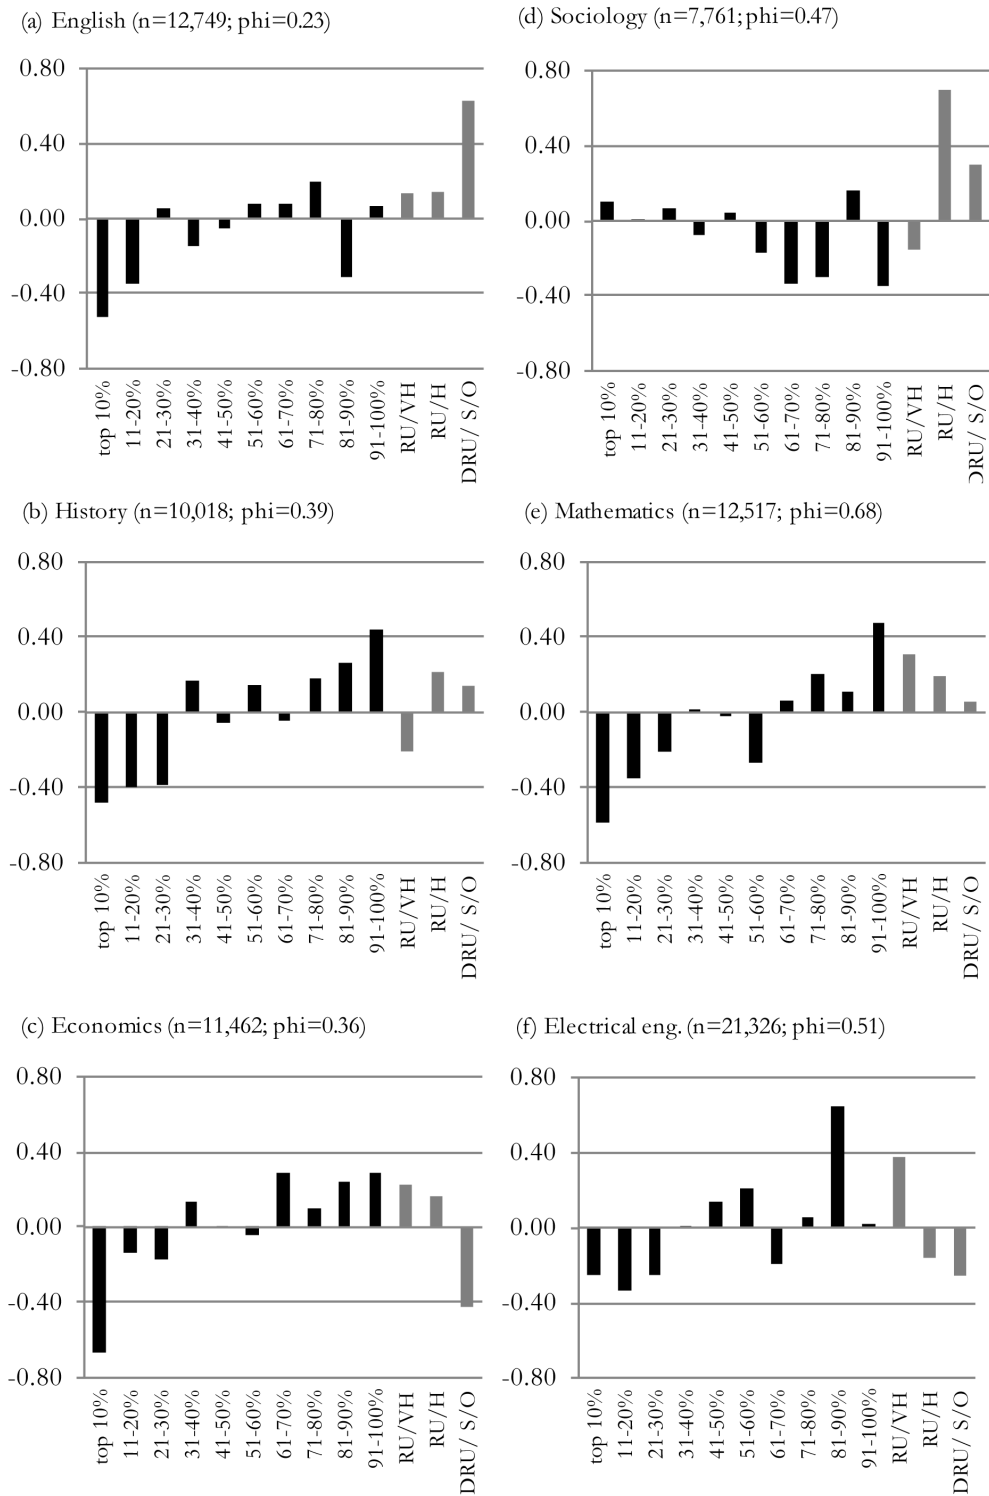 (a) English (n=12,749; phi=0.23)
0.80
0.40
0.00
-0.40
-0.80
top 10%
11-20%
21-30%
31-40%
41-50%
51-60%
61-70%
71-80%
81-90%
91-100%
RU/VH
RU/H
DRU/ S/O
(d) Sociology (n=7,761; phi=0.47)
0.80
0.40
0.00
-0.40
-0.80
top 10%
11-20%
21-30%
31-40%
41-50%
51-60%
61-70%
71-80%
81-90%
91-100%
RU/VH
RU/H
DRU/ S/O
(b) History (n=10,018; phi=0.39)
0.80
0.40
0.00
-0.40
-0.80
top 10%
11-20%
21-30%
31-40%
41-50%
51-60%
61-70%
71-80%
81-90%
91-100%
RU/VH
RU/H
DRU/ S/O
(e) Mathematics (n=12,517; phi=0.68)
0.80
0.40
0.00
-0.40
-0.80
top 10%
11-20%
21-30%
31-40%
41-50%
51-60%
61-70%
71-80%
81-90%
91-100%
RU/VH
RU/H
DRU/ S/O
(c) Economics (n=11,462; phi=0.36)
0.80
0.40
0.00
-0.40
-0.80
top 10%
11-20%
21-30%
31-40%
41-50%
51-60%
61-70%
71-80%
81-90%
91-100%
RU/VH
RU/H
DRU/ S/O
(f) Electrical eng. (n=21,326; phi=0.51)
0.80
0.40
0.00
-0.40
-0.80
top 10%
11-20%
21-30%
31-40%
41-50%
51-60%
61-70%
71-80%
81-90%
91-100%
RU/VH
RU/H
DRU/ S/O